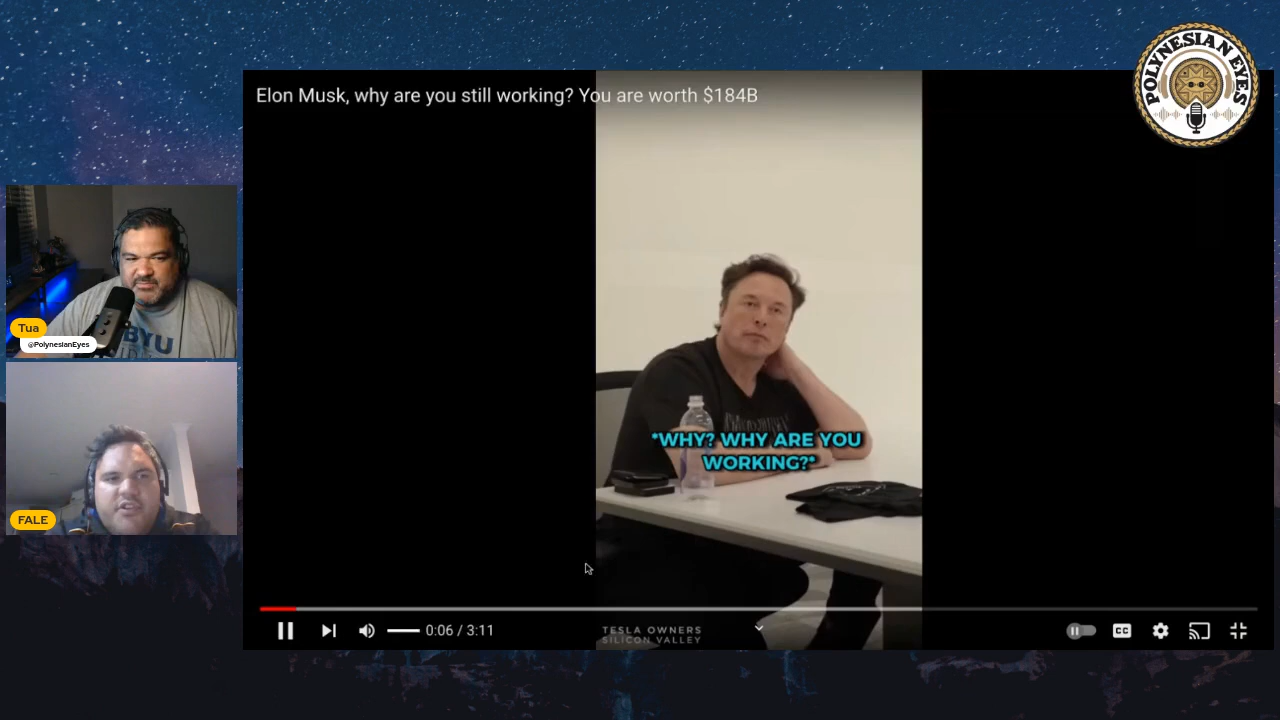 POLYNESIAN EYES
Elon Musk, why are you still working? You are worth $184B
Tua
@PolynesianEyes
BYU
FALE
*WHY? WHY ARE YOU
WORKING?*
0:06 / 3:11
TESLA OWNERS
SILICON VALLEY
CC